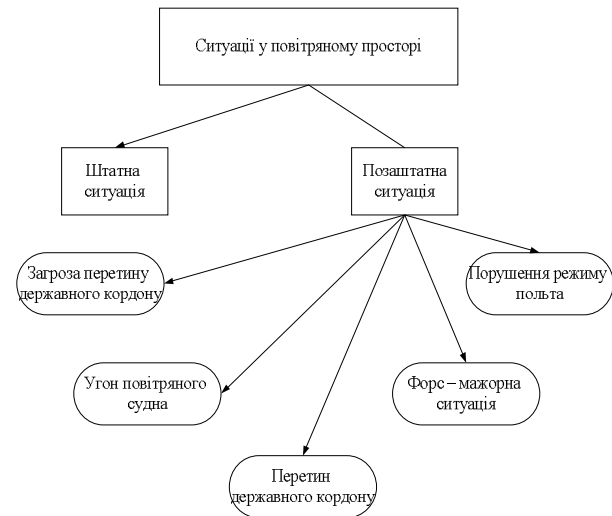 Ситуації у повітряному просторі
Штатна
ситуація
Позаштатна
ситуація
Загроза перетину
державного кордону
Порушення режиму
польта
Угон повітряного
судна
Форс – мажорна
ситуація
Перетин
державного кордону